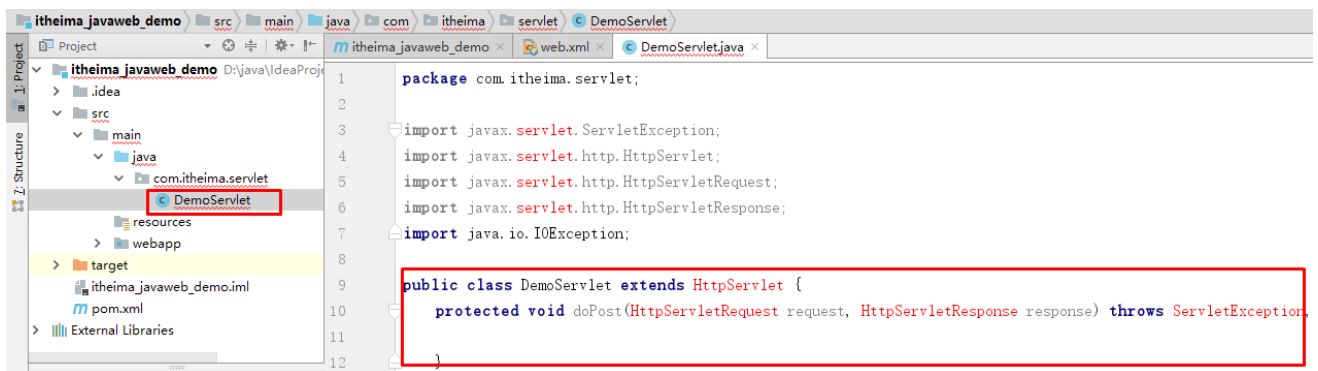 itheima_javaweb_demo src main java com itheima servlet DemoServlet
Project
itheima_javaweb_demo web.xml DemoServlet.java
1: Project
7: Structure
itheima_javaweb_demo D:\java\IdeaProje
.idea
src
main
java
com.itheima.servlet
DemoServlet
resources
webapp
target
itheima_javaweb_demo.iml
pom.xml
External Libraries
1 package com.itheima.servlet;
2
3 import javax.servlet.ServletException;
4 import javax.servlet.http.HttpServlet;
5 import javax.servlet.http.HttpServletRequest;
6 import javax.servlet.http.HttpServletResponse;
7 import java.io.IOException;
8
9 public class DemoServlet extends HttpServlet {
10 protected void doPost(HttpServletRequest request, HttpServletResponse response) throws ServletException,
11
12 }